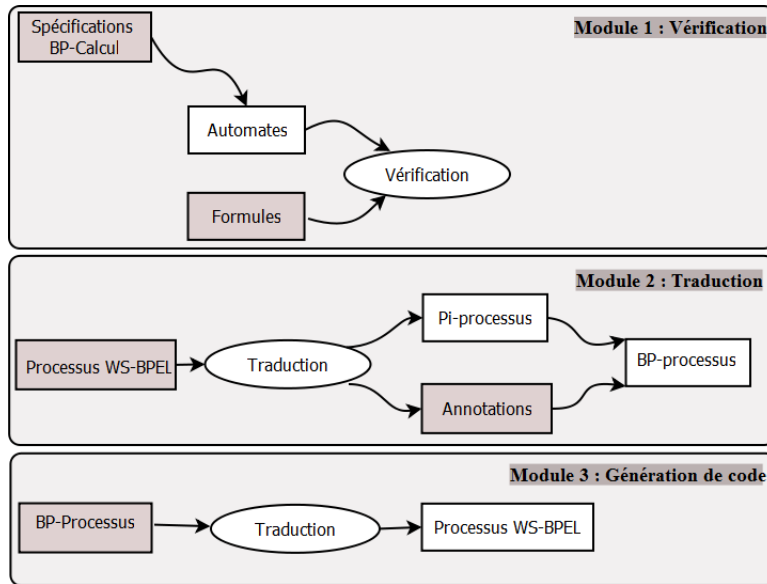 Module 1 : Vérification
Spécifications
BP-Calcul
Automates
Vérification
Formules
Module 2 : Traduction
Pi-processus
Processus WS-BPEL
Traduction
BP-processus
Annotations
Module 3 : Génération de code
BP-Processus
Traduction
Processus WS-BPEL